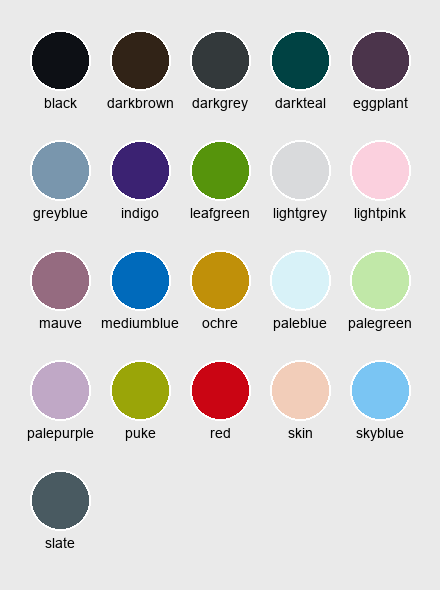 black darkbrown darkgrey darkteal eggplant
greyblue indigo leafgreen lightgrey lightpink
mauve mediumblue ochre paleblue palegreen
palepurple puke red skin skyblue
slate